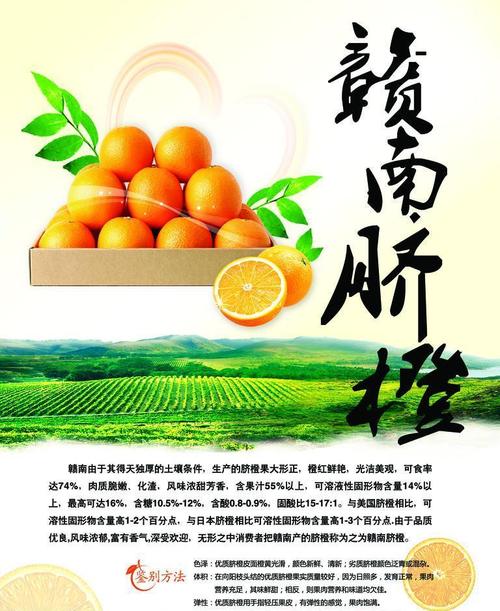 赣南脐橙
赣南由于其得天独厚的土壤条件，生产的脐橙果大形正，橙红鲜艳，光洁美观，可食率
达74%，肉质脆嫩、化渣，风味浓甜芳香，含果汁55%以上，可溶液性固形物含量14%以
上，最高可达16%，含糖10.5%-12%，含酸0.8-0.9%，固酸比15-17:1。与美国脐橙相比，可
溶性固形物含量高1-2个百分点，与日本脐橙相比可溶性固形物含量高1-3个百分点.由于品质
优良,风味浓郁,富有香气,深受欢迎，无形之中消费者把赣南产的脐橙称为之为赣南脐橙。
鉴别方法
色泽：优质脐橙皮面橙黄光滑，颜色新鲜、清新；劣质脐橙颜色泛青或混杂。
体积：在向阳枝头结的优质脐橙果实质量较好，因为日照多，发育正常，果肉
营养充足，其味鲜甜；相反，则果肉营养和味道均欠佳。
弹性：优质脐橙用手指轻压果皮，有弹性的感觉，果肉饱满。